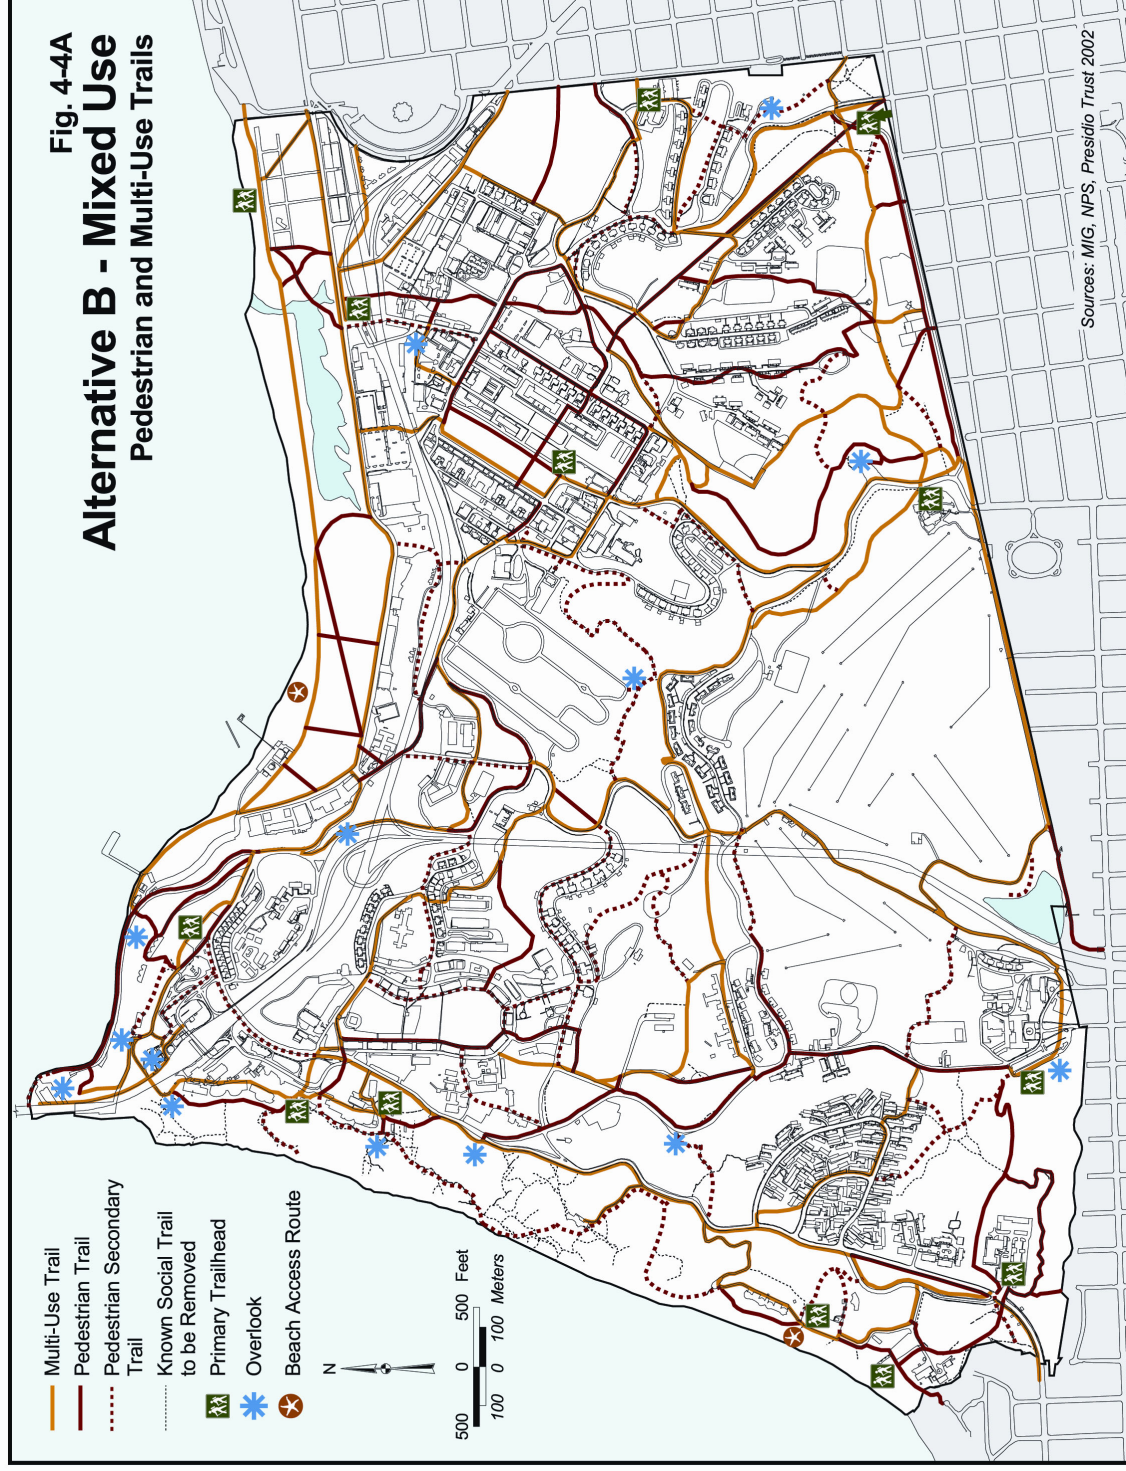 Fig. 4-4A
Alternative B - Mixed Use
Pedestrian and Multi-Use Trails
Multi-Use Trail
Pedestrian Trail
Pedestrian Secondary
Trail
Known Social Trail
to be Removed
Primary Trailhead
Overlook
Beach Access Route
N
500 0 500 Feet
100 0 100 Meters
Sources: MIG, NPS, Presidio Trust 2002